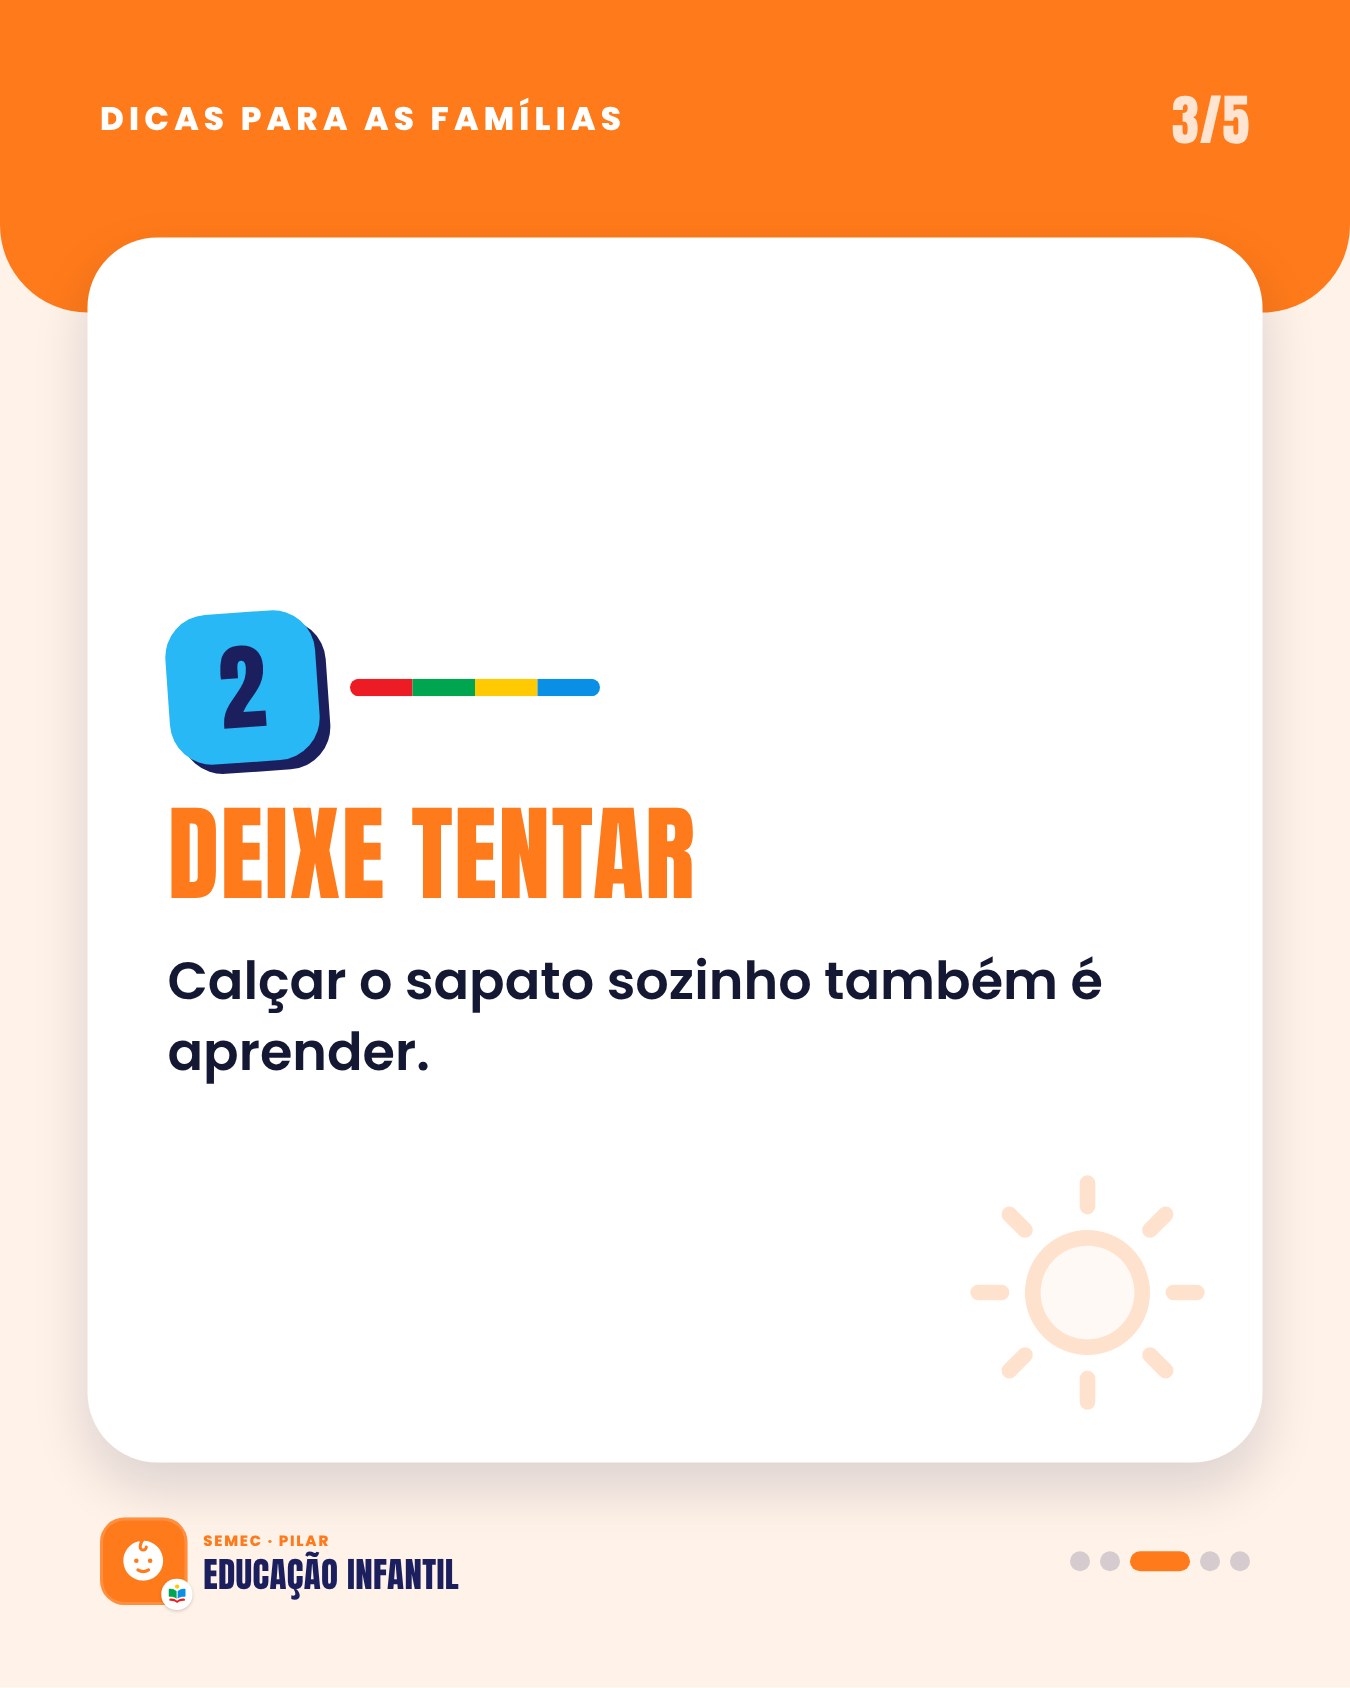 DICAS PARA AS FAMÍLIAS
3/5
2
DEIXE TENTAR
Calçar o sapato sozinho também é
aprender.
SEMEC · PILAR
EDUCAÇÃO INFANTIL